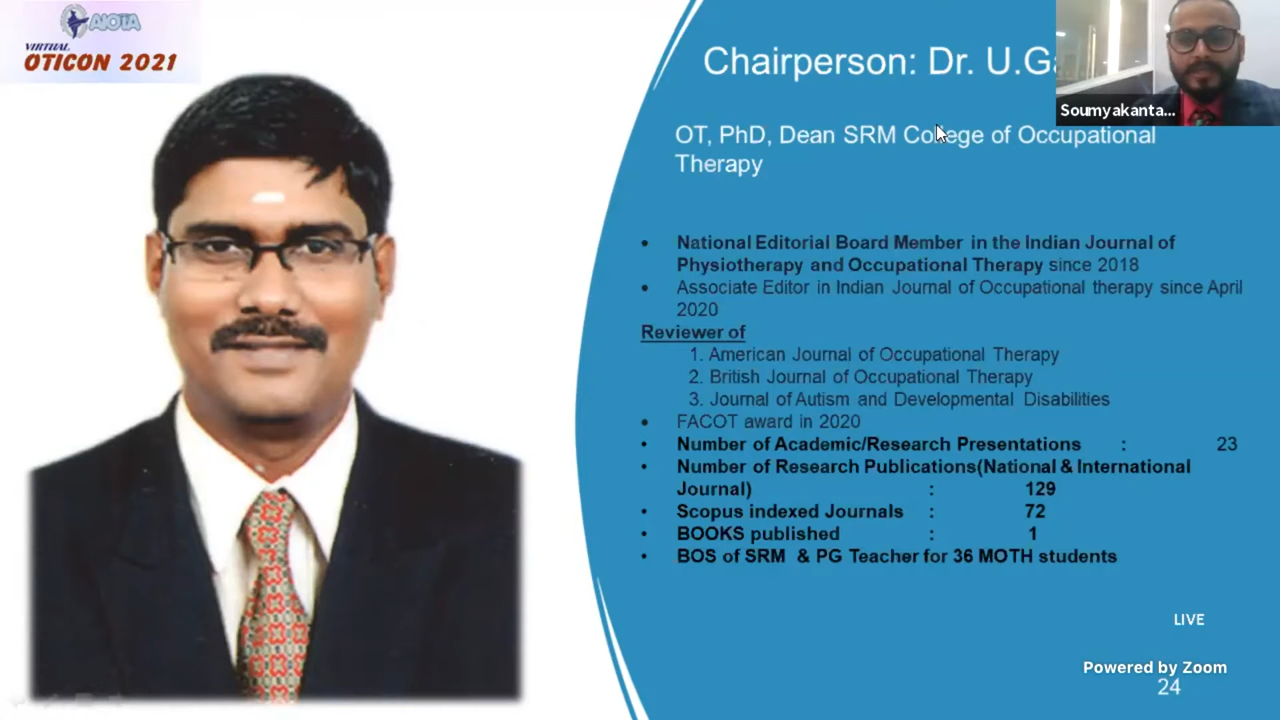 AIOTA
VIRTUAL
OTICON 2021
Chairperson: Dr. U.Ga
Soumyakanta...
OT, PhD, Dean SRM College of Occupational
Therapy
• National Editorial Board Member in the Indian Journal of
Physiotherapy and Occupational Therapy since 2018
• Associate Editor in Indian Journal of Occupational therapy since April
2020
Reviewer of
1. American Journal of Occupational Therapy
2. British Journal of Occupational Therapy
3. Journal of Autism and Developmental Disabilities
• FACOT award in 2020
• Number of Academic/Research Presentations : 23
• Number of Research Publications(National & International
Journal) : 129
• Scopus indexed Journals : 72
• BOOKS published : 1
• BOS of SRM & PG Teacher for 36 MOTH students
LIVE
Powered by Zoom
24